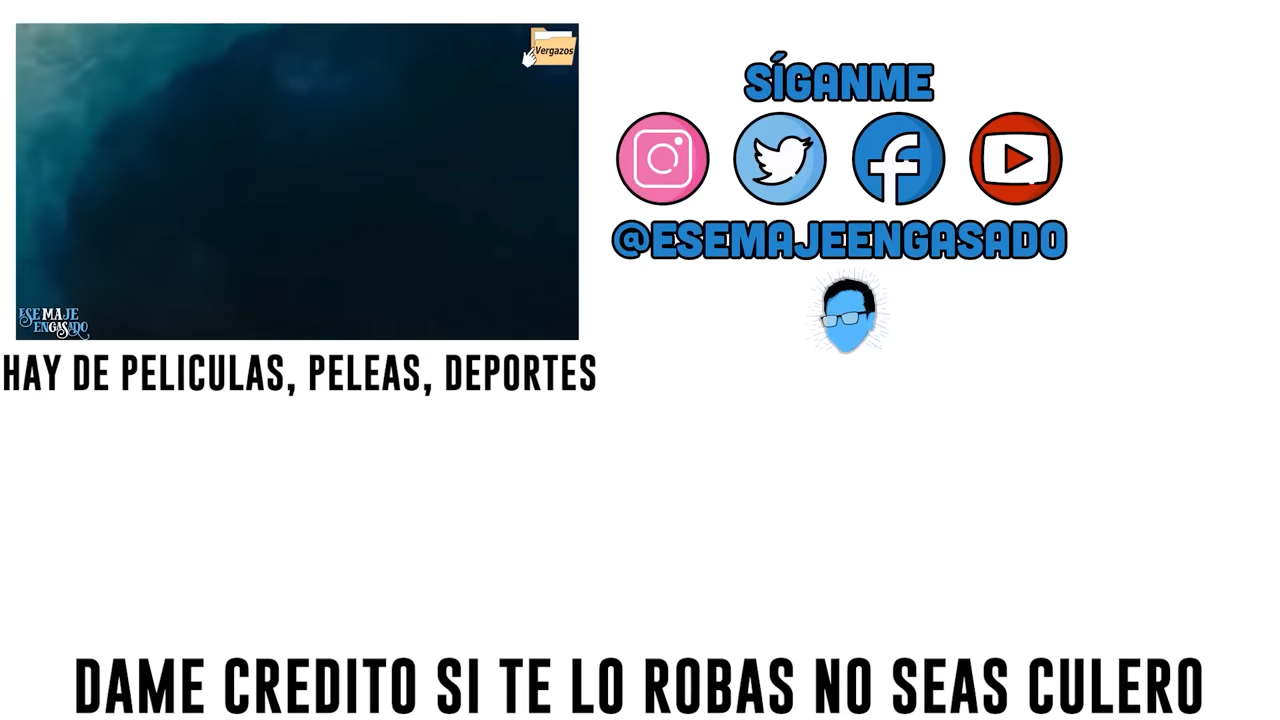 Vergazos
ESE MAJE
ENGASADO
HAY DE PELICULAS, PELEAS, DEPORTES
SÍGANME
@ESEMAJEENGASADO
DAME CREDITO SI TE LO ROBAS NO SEAS CULERO